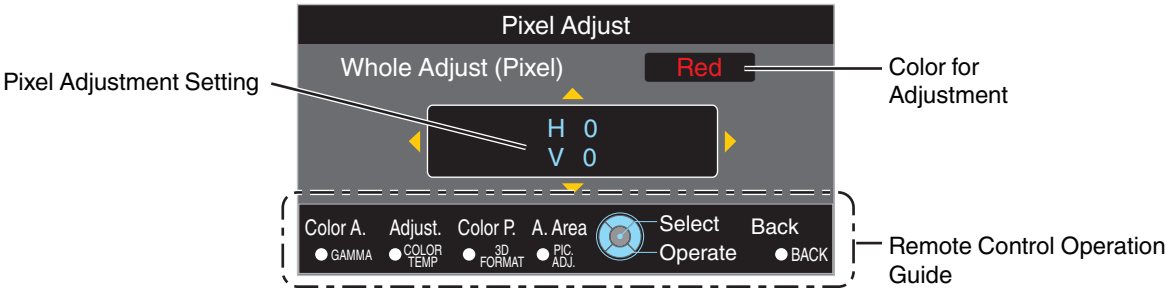 Pixel Adjust
Whole Adjust (Pixel) Red
Pixel Adjustment Setting
Color for
Adjustment
H 0
V 0
Color A. Adjust. Color P. A. Area Select Back
GAMMA COLOR TEMP 3D FORMAT PIC. ADJ. Operate BACK
Remote Control Operation
Guide